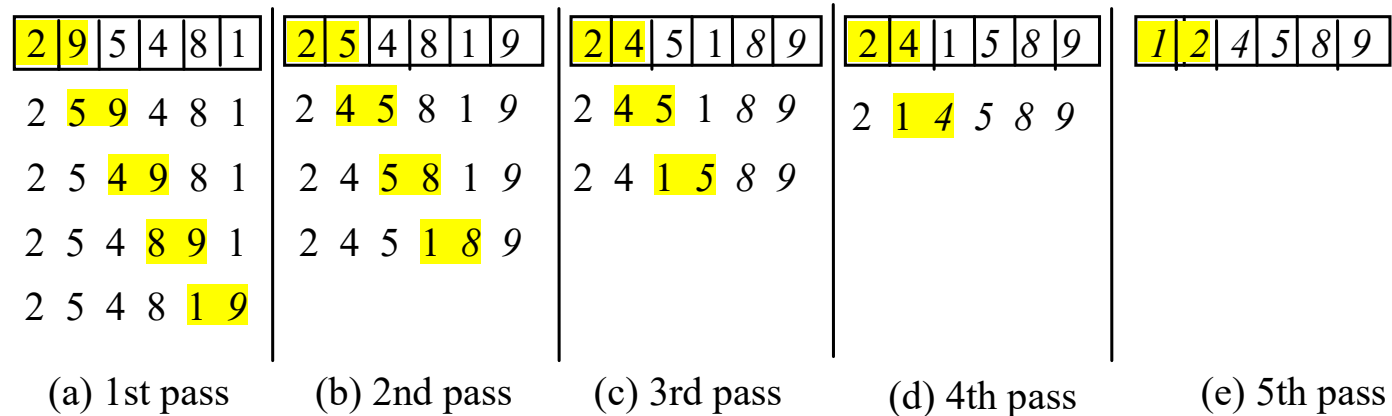 2 9 5 4 8 1
2 5 9 4 8 1
2 5 4 9 8 1
2 5 4 8 9 1
2 5 4 8 1 9
(a) 1st pass
2 5 4 8 1 9
2 4 5 8 1 9
2 4 5 8 1 9
2 4 5 1 8 9
(b) 2nd pass
2 4 5 1 8 9
2 4 5 1 8 9
2 4 1 5 8 9
(c) 3rd pass
2 4 1 5 8 9
2 1 4 5 8 9
(d) 4th pass
1 2 4 5 8 9
(e) 5th pass